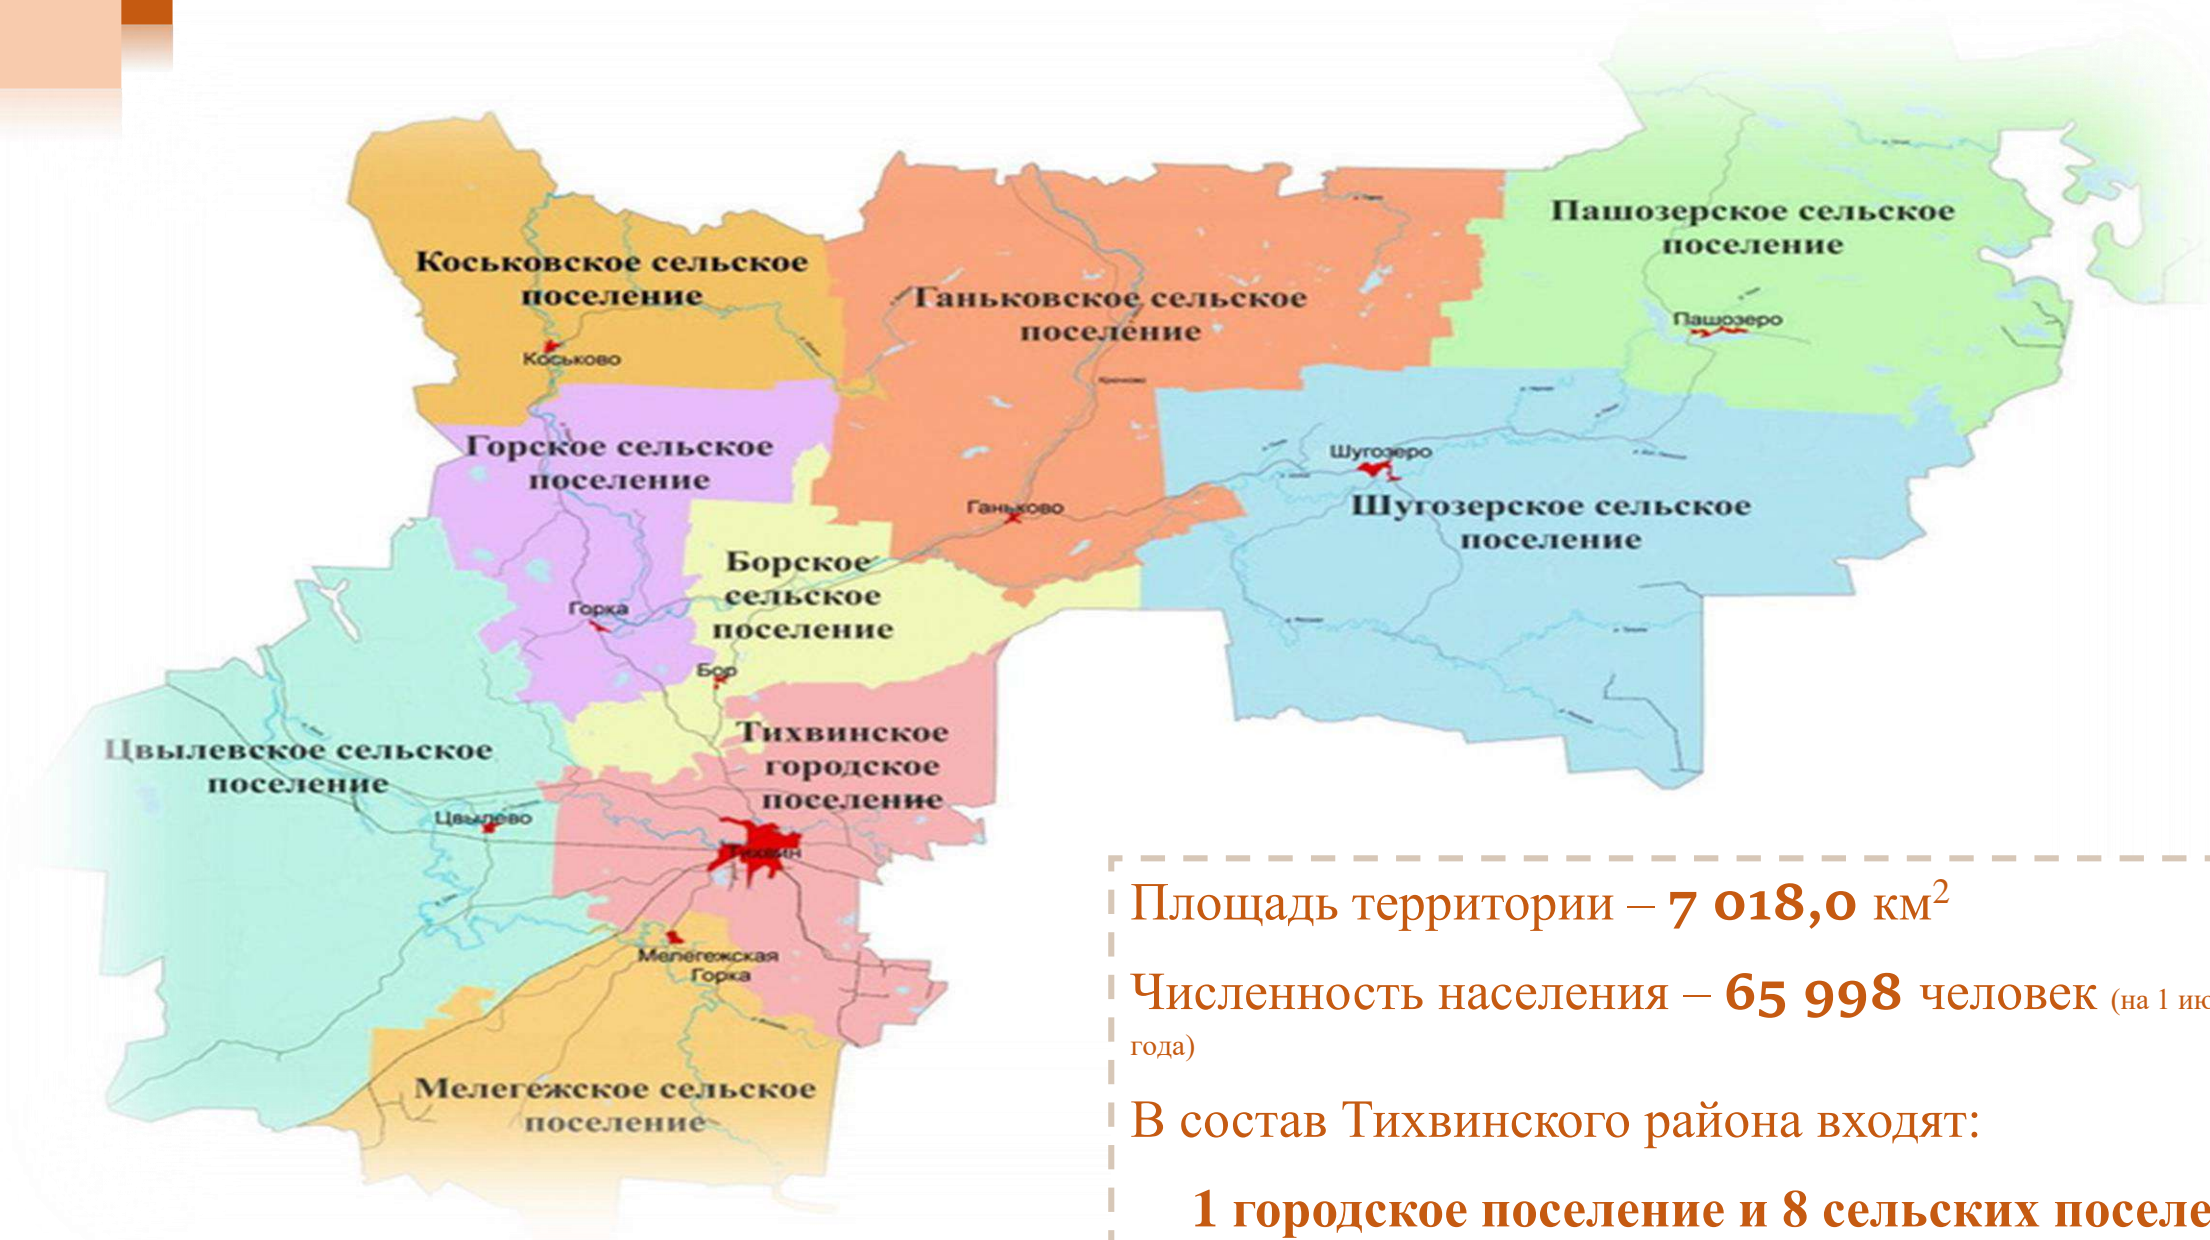 Пашозерское сельское
поселение
Коськовское сельское
поселение
Ганьковское сельское
поселение
Пашозеро
Коськово
Крючково
Горское сельское
поселение
Шугозеро
Ганьково
Шугозерское сельское
поселение
Борское
сельское
поселение
Горка
Бор
Тихвинское
городское
поселение
Цвылевское сельское
поселение
Цвылево
Тихвин
Мелегежская
Горка
Мелегежское сельское
поселение
Площадь территории – 7 018,0 км²
Численность населения – 65 998 человек (на 1
года)
В состав Тихвинского района входят:
1 городское поселение и 8 сельских поселе